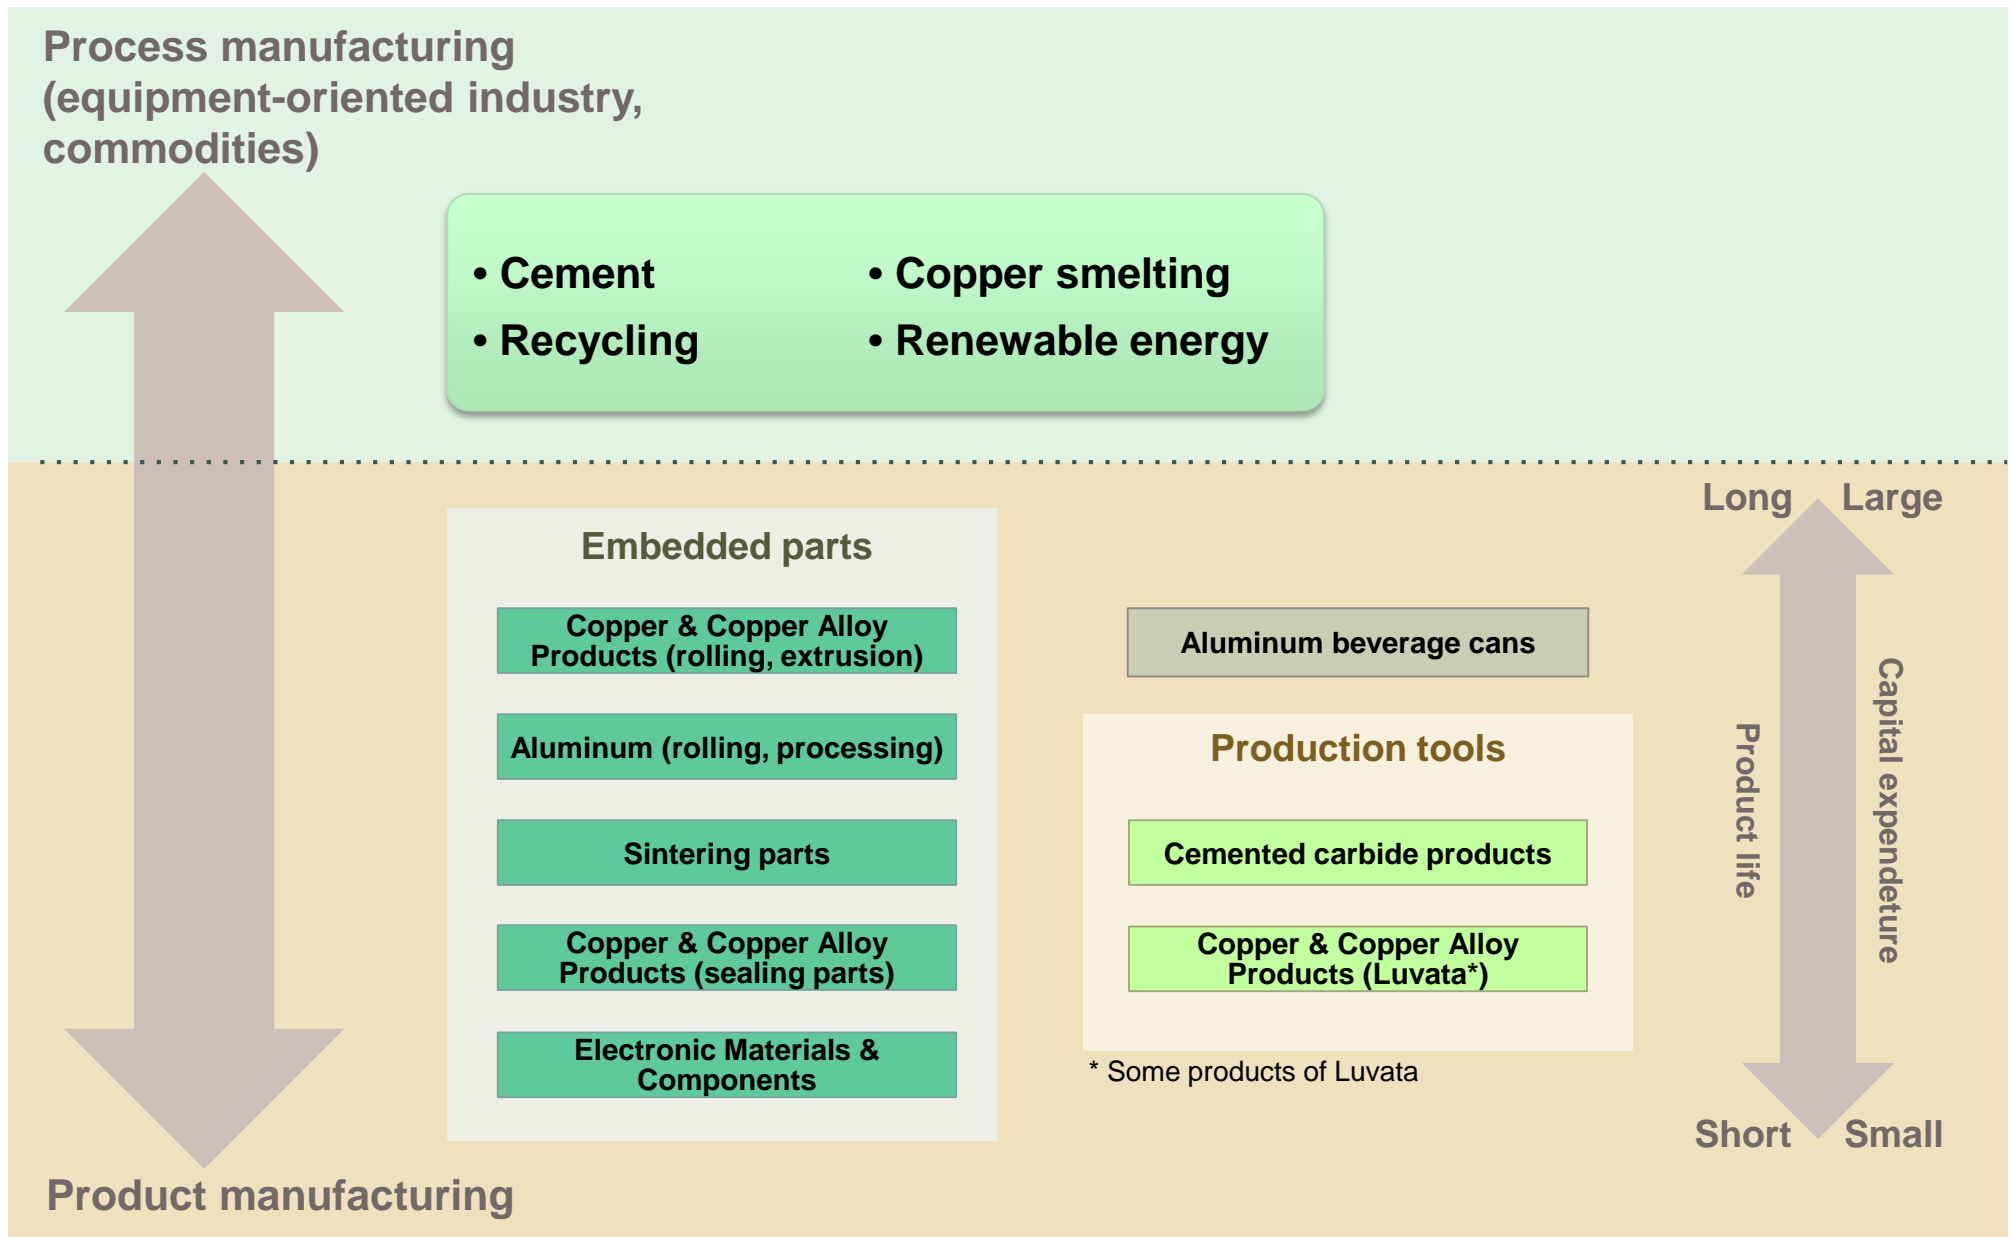 Process manufacturing
(equipment-oriented industry,
commodities)
• Cement
• Recycling
• Copper smelting
• Renewable energy
Embedded parts
Copper & Copper Alloy
Products (rolling, extrusion)
Aluminum (rolling, processing)
Sintering parts
Copper & Copper Alloy
Products (sealing parts)
Electronic Materials &
Components
Aluminum beverage cans
Production tools
Cemented carbide products
Copper & Copper Alloy
Products (Luvata*)
* Some products of Luvata
Long
Large
Product life
Capital expendeture
Short
Small
Product manufacturing